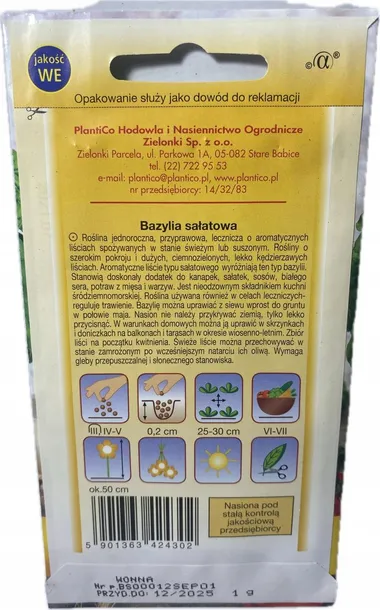 jakość
WE
© α ®
Opakowanie służy jako dowód do reklamacji
PlantiCo Hodowla i Nasiennictwo Ogrodnicze
Zielonki Sp. z o.o.
Zielonki Parcela, ul. Parkowa 1A, 05-082 Stare Babice
tel. (22) 722 95 53
e-mail: plantico@plantico.pl, www.plantico.pl
nr przedsiębiorcy: 14/32/83
Bazylia sałatowa
Roślina jednoroczna, przyprawowa, lecznicza o aromatycznych
liściach spożywanych w stanie świeżym lub suszonym. Rośliny o
szerokim pokroju i dużych, ciemnozielonych, lekko kędzierzawych
liściach. Aromatyczne liście typu sałatowego wyróżniają ten typ bazylii.
Stanowią doskonały dodatek do kanapek, sałatek, sosów, białego
sera, potraw z mięsa i warzyw. Jest nieodzownym składnikiem kuchni
śródziemnomorskiej. Roślina używana również w celach leczniczych-
reguluje trawienie. Bazylię można uprawiać z siewu wprost do gruntu
w połowie maja. Nasion nie należy przykrywać ziemią, tylko lekko
przycisnąć. W warunkach domowych można ją uprawić w skrzynkach
i doniczkach na balkonach i tarasach w okresie wiosenno-letnim. Zbiór
liści na początku kwitnienia. Świeże liście można przechowywać w
stanie zamrożonym po wcześniejszym natarciu ich oliwą. Wymaga
gleby przepuszczalnej i słonecznego stanowiska.
(III) IV-V 0,2 cm 25-30 cm VI-VII
ok.50 cm
Nasiona pod
stałą kontrolą
jakościową
przedsiębiorcy
5 901363 424302
WONNA
Nr p.BS00012SEP01
PRZYD.DO: 12/2025 1 g